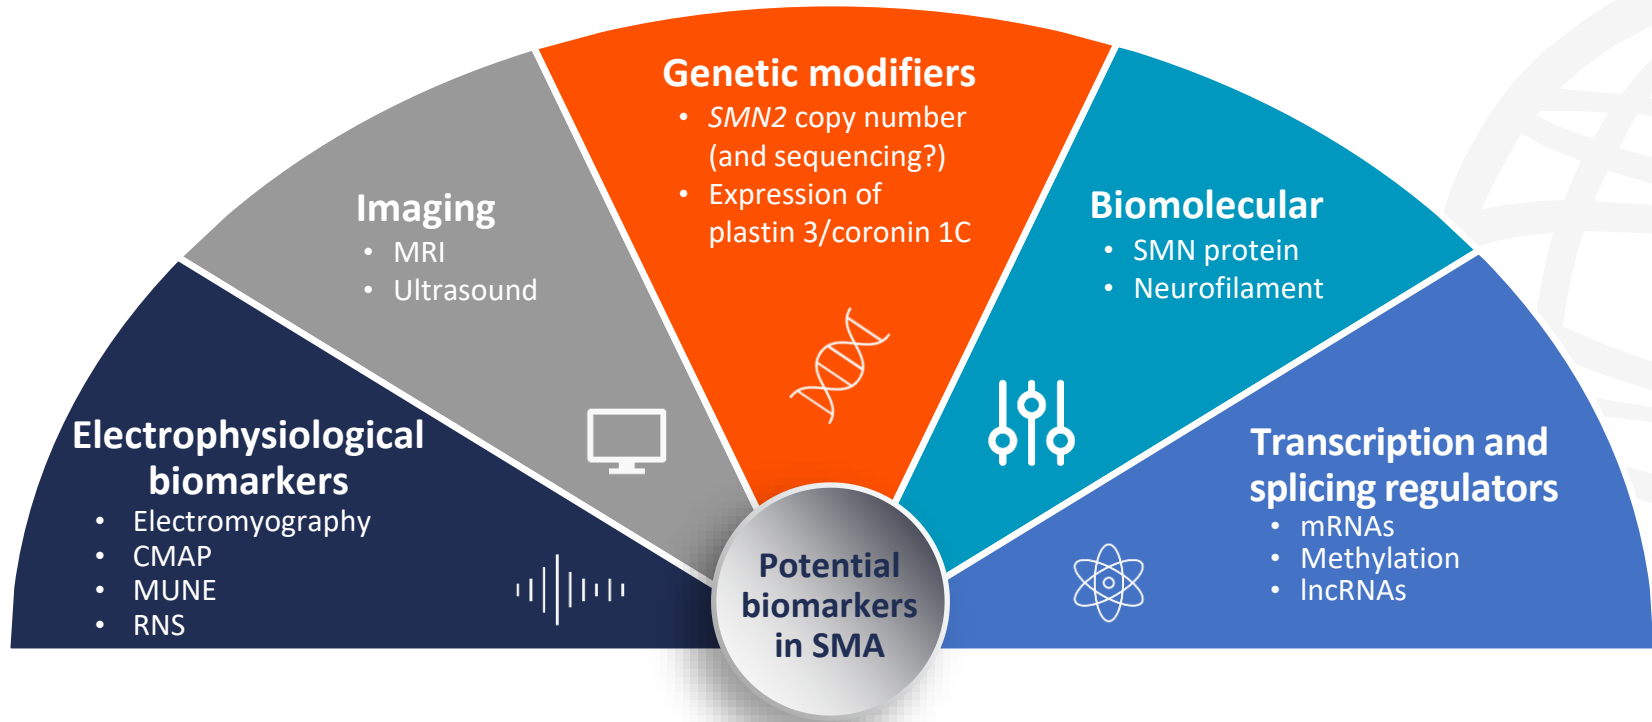 Genetic modifiers
• SMN2 copy number
(and sequencing?)
• Expression of
plastin 3/coronin 1C
Imaging
• MRI
• Ultrasound
Biomolecular
• SMN protein
• Neurofilament
Electrophysiological
biomarkers
• Electromyography
• CMAP
• MUNE
• RNS
Transcription and
splicing regulators
• mRNAs
• Methylation
• lncRNAs
Potential
biomarkers
in SMA